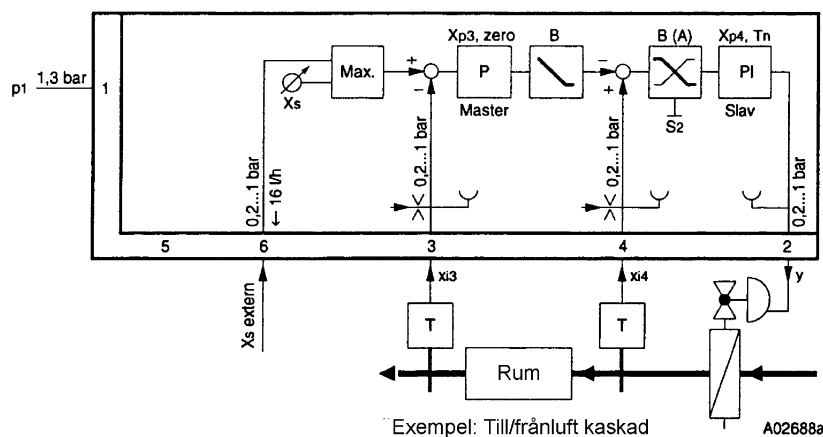 Xp3, zero
B
B (A)
Xp4, Tn
p1
1,3 bar
1
Max.
+
−
P
−
+
PI
Xs
Master
S2
Slav
0,2...1 bar
← 16 l/h
0,2...1 bar
0,2...1 bar
0,2...1 bar
5
6
3
4
2
Xs extern
xi3
xi4
y
T
T
Rum
Exempel: Till/frånluft kaskad
A02688a